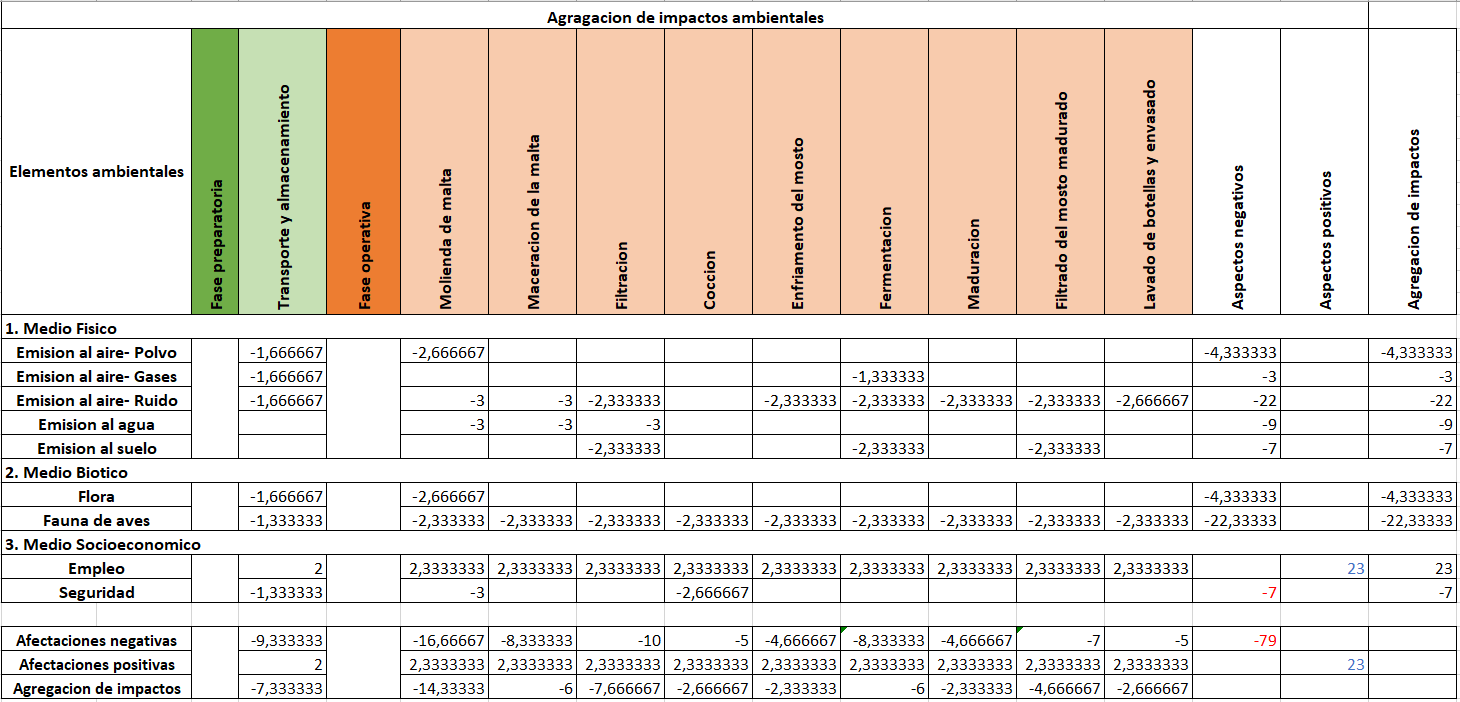 Agragacion de impactos ambientales
Elementos ambientales Fase preparatoria Transporte y almacenamiento Fase operativa Molienda de malta Maceracion de la malta Filtracion Coccion Enfriamento del mosto Fermentacion Maduracion Filtrado del mosto madurado Lavado de botellas y envasado Aspectos negativos Aspectos positivos Agregacion de impactos
1. Medio Fisico
Emision al aire- Polvo -1,666667 -2,666667 -4,333333 -4,333333
Emision al aire- Gases -1,666667 -1,333333 -3 -3
Emision al aire- Ruido -1,666667 -3 -3 -2,333333 -2,333333 -2,333333 -2,333333 -2,333333 -2,666667 -22 -22
Emision al agua -3 -3 -3 -9 -9
Emision al suelo -2,333333 -2,333333 -2,333333 -7 -7
2. Medio Biotico
Flora -1,666667 -2,666667 -4,333333 -4,333333
Fauna de aves -1,333333 -2,333333 -2,333333 -2,333333 -2,333333 -2,333333 -2,333333 -2,333333 -2,333333 -2,333333 -22,33333 -22,33333
3. Medio Socioeconomico
Empleo 2 2,3333333 2,3333333 2,3333333 2,3333333 2,3333333 2,3333333 2,3333333 2,3333333 2,3333333 23 23
Seguridad -1,333333 -3 -2,666667 -7 -7
Afectaciones negativas -9,333333 -16,66667 -8,333333 -10 -5 -4,666667 -8,333333 -4,666667 -7 -5 -79
Afectaciones positivas 2 2,3333333 2,3333333 2,3333333 2,3333333 2,3333333 2,3333333 2,3333333 2,3333333 2,3333333 23
Agregacion de impactos -7,333333 -14,33333 -6 -7,666667 -2,666667 -2,333333 -6 -2,333333 -4,666667 -2,666667